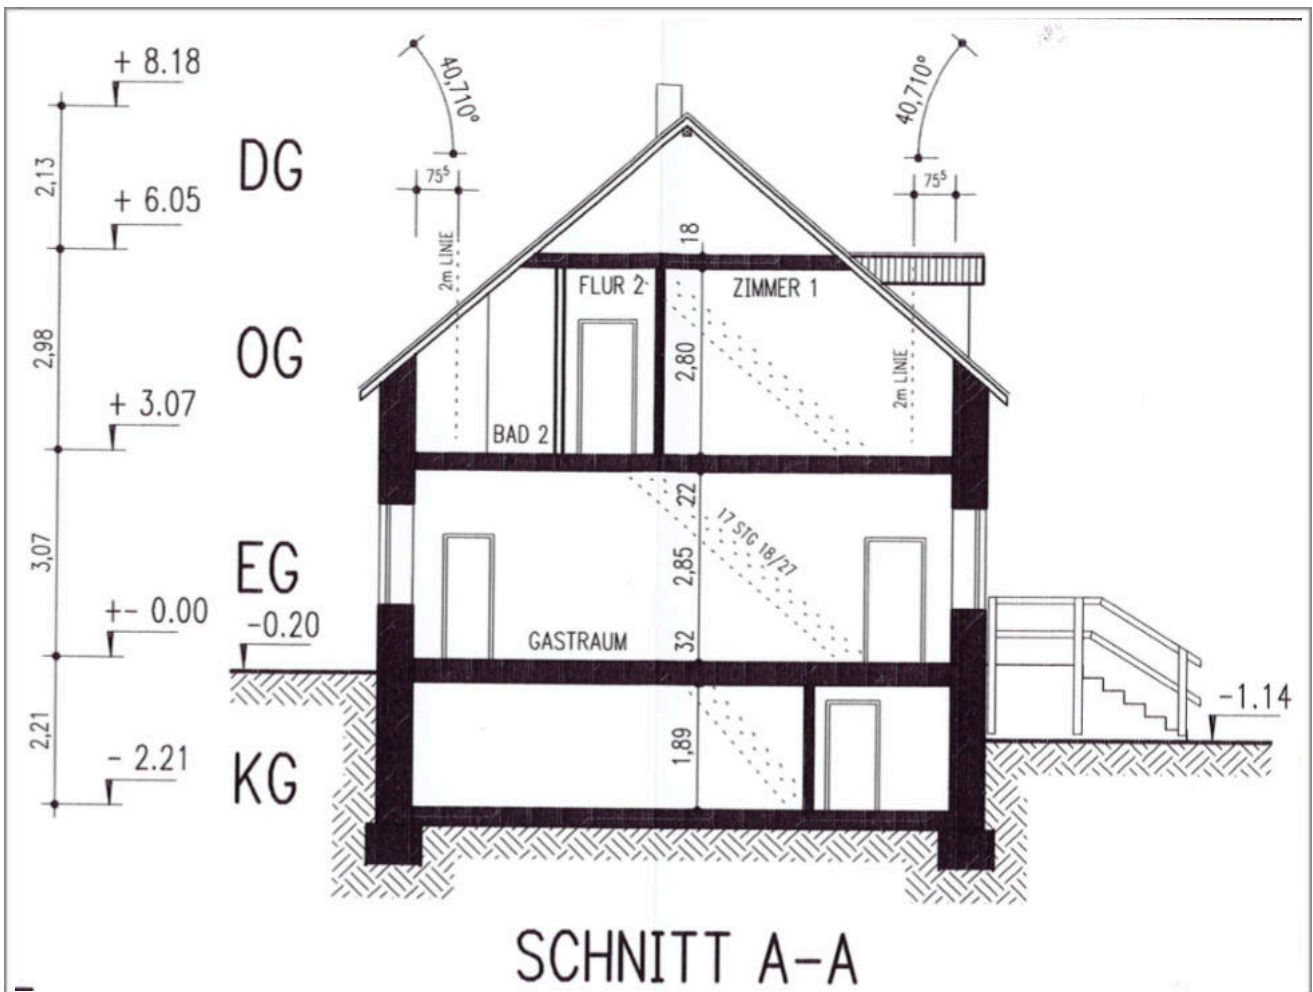 + 8.18
40,710°
40,710°
DG
2,13
75⁵
75⁵
+ 6.05
2m LINIE
18
FLUR 2
ZIMMER 1
OG
2,98
2,80
2m LINIE
+ 3.07
BAD 2
22
17 STG 18/27
EG
3,07
2,85
+- 0.00
-0.20
GASTRAUM
32
-1.14
2,21
1,89
- 2.21
KG
SCHNITT A-A